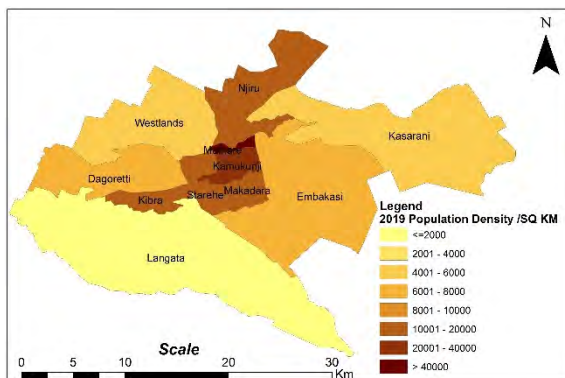 N
Njiru
Westlands
Kasarani
Mathare
Kamukunji
Dagoretti
Kibra
Starehe
Makadara
Embakasi
Langata
Legend
2019 Population Density /SQ KM
<=2000
2001 - 4000
4001 - 6000
6001 - 8000
8001 - 10000
10001 - 20000
20001 - 40000
> 40000
Scale
0 5 10 20 30
Km